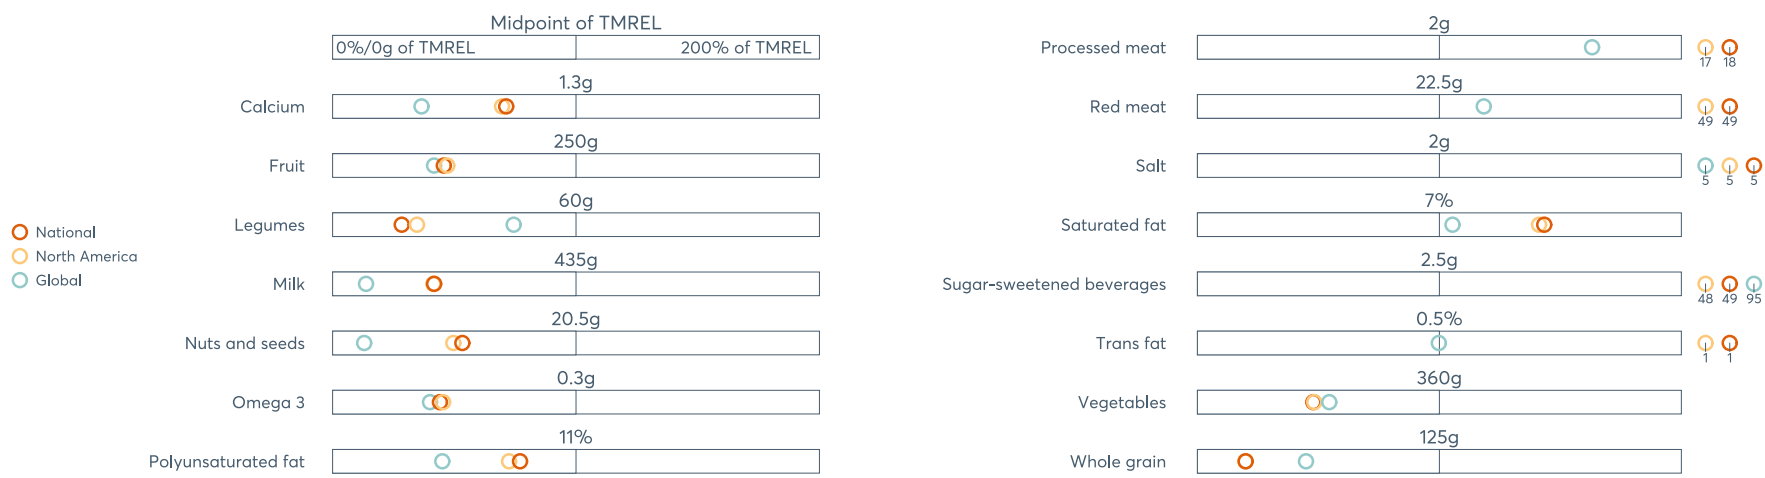 Midpoint of TMREL
0%/0g of TMREL 200% of TMREL
1.3g
Calcium
250g
Fruit
60g
Legumes
435g
Milk
20.5g
Nuts and seeds
0.3g
Omega 3
11%
Polyunsaturated fat
National
North America
Global
2g
Processed meat
17 18
22.5g
Red meat
49 49
2g
Salt
5 5 5
7%
Saturated fat
2.5g
Sugar-sweetened beverages
48 49 95
0.5%
Trans fat
1 1
360g
Vegetables
125g
Whole grain